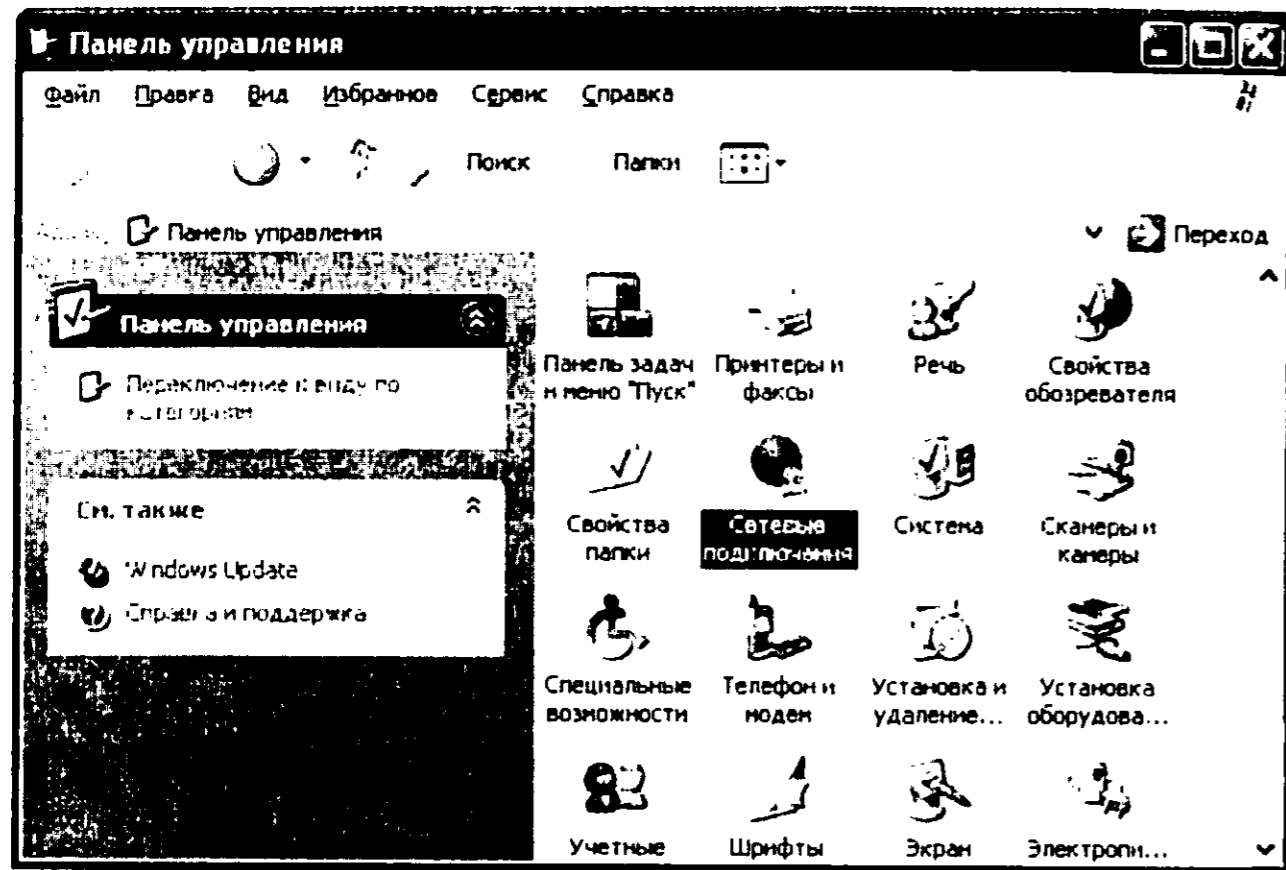 Панель управления
Файл Правка Вид Избранное Сервис Справка
Поиск Папки
Панель управления
Переход
Панель управления
Переключение к виду по
категориям
См. также
Windows Update
Справка и поддержка
Панель задач
и меню "Пуск"
Принтеры и
факсы
Речь
Свойства
обозревателя
Свойства
папки
Сетевые
подключения
Система
Сканеры и
камеры
Специальные
возможности
Телефон и
модем
Установка и
удаление...
Установка
оборудова...
Учетные
Шрифты
Экран
Электропи...